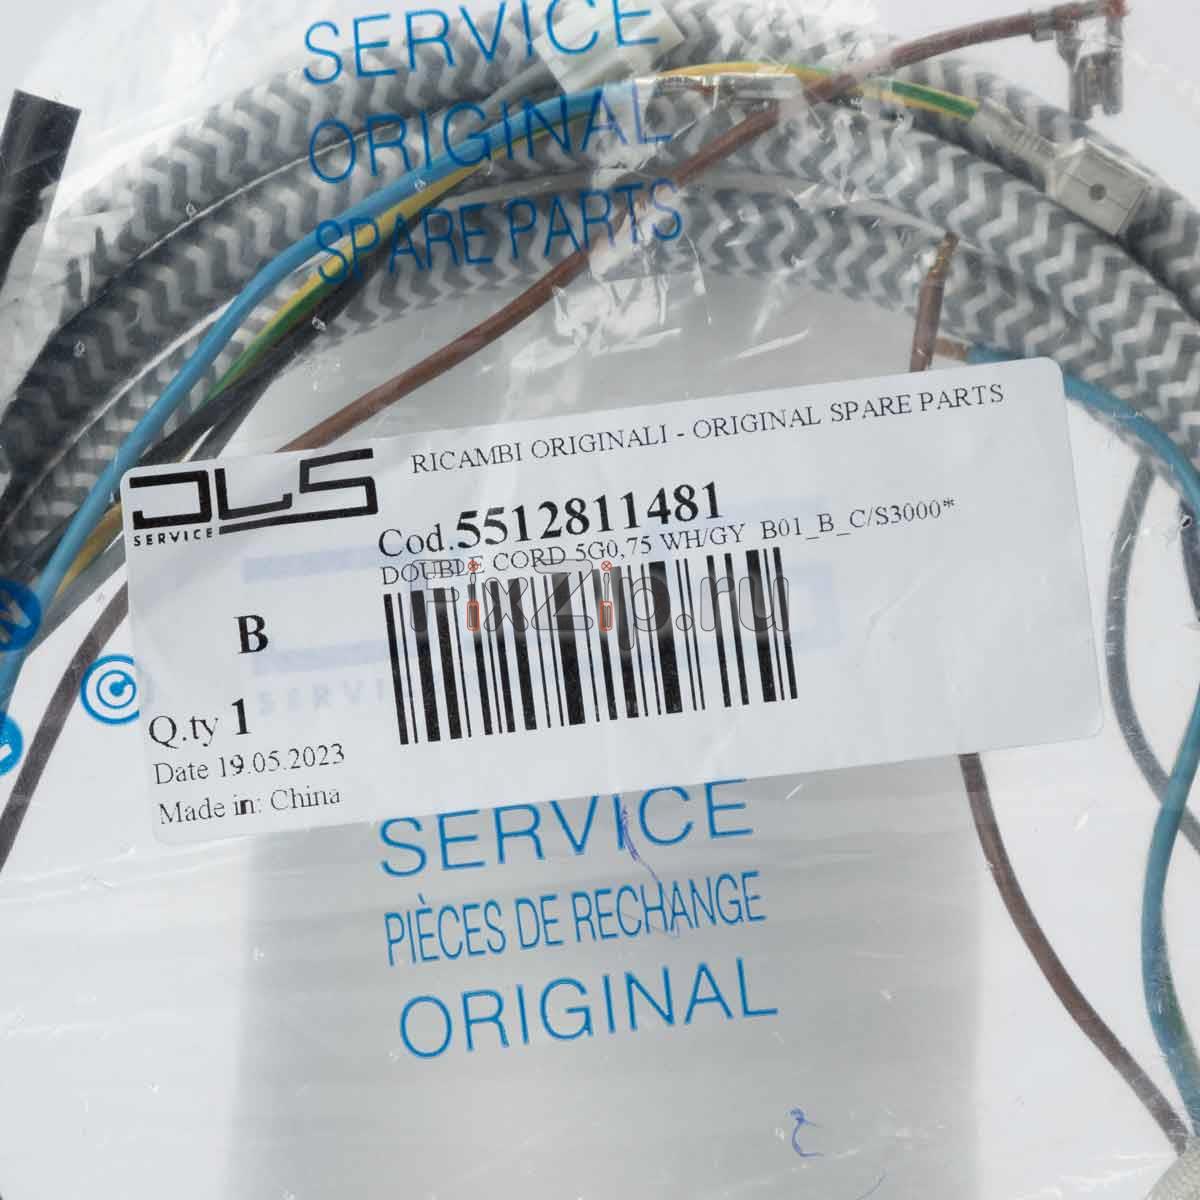 SERVICE
ORIGINAL
SPARE PARTS
DLS
SERVICE
RICAMBI ORIGINALI - ORIGINAL SPARE PARTS
Cod.5512811481
DOUBLE CORD 5G0,75 WH/GY B01_B_C/S3000*
FixZip.ru
B
SERVI
Q.ty 1
Date 19.05.2023
Made in: China
SERVICE
PIÈCES DE RECHANGE
ORIGINAL